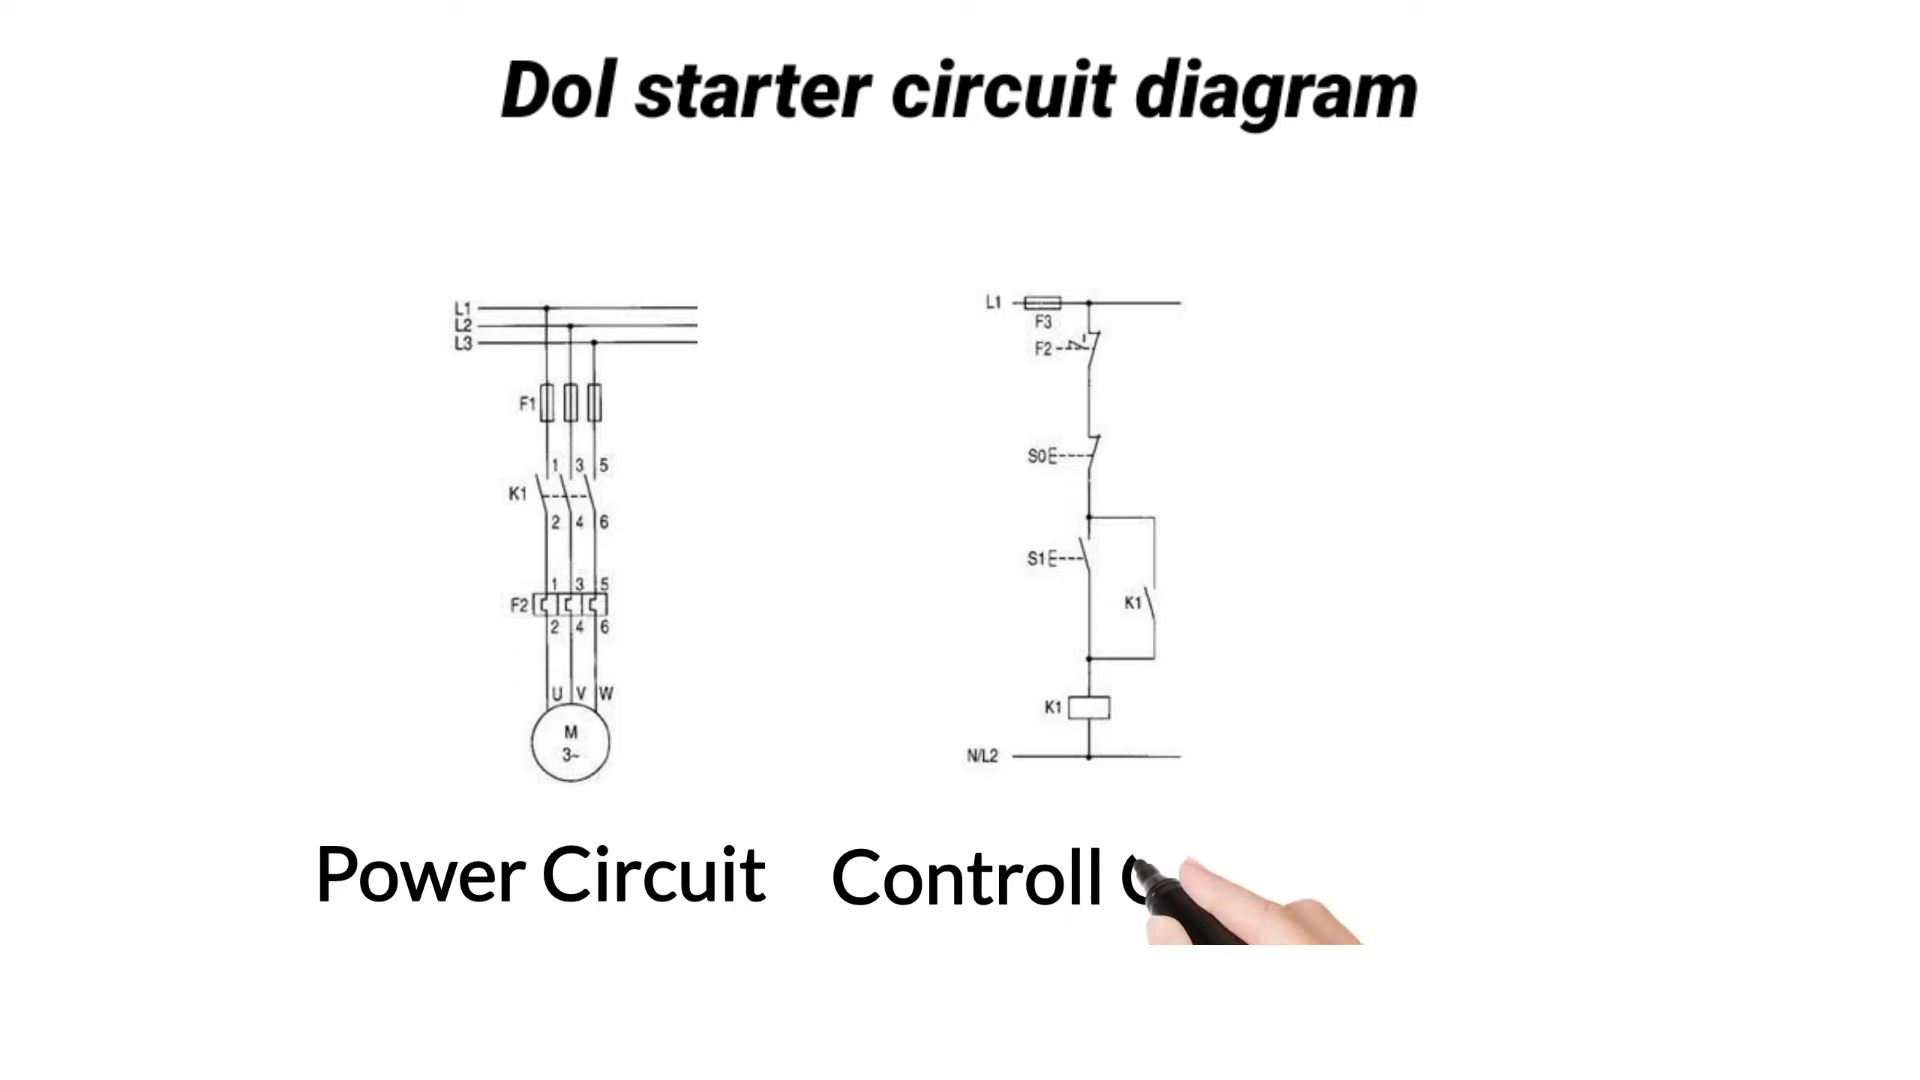 Dol starter circuit diagram
L1
L2
L3
F1
1 3 5
K1
2 4 6
1 3 5
F2
2 4 6
U V W
M
3~
L1
F3
F2
S0
S1
K1
K1
N/L2
Power Circuit
Controll C